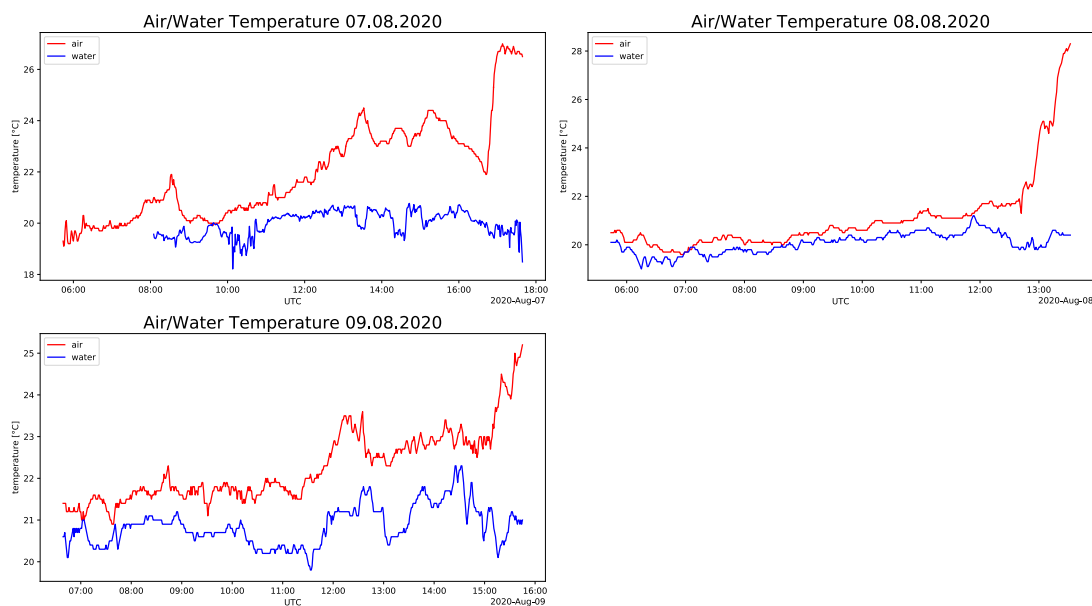 Air/Water Temperature 07.08.2020
air
water
temperature [°C]
26
24
22
20
18
06:00 08:00 10:00 12:00 14:00 16:00 18:00
UTC
2020-Aug-07
Air/Water Temperature 08.08.2020
air
water
temperature [°C]
28
26
24
22
20
06:00 07:00 08:00 09:00 10:00 11:00 12:00 13:00
UTC
2020-Aug-08
Air/Water Temperature 09.08.2020
air
water
temperature [°C]
25
24
23
22
21
20
07:00 08:00 09:00 10:00 11:00 12:00 13:00 14:00 15:00 16:00
UTC
2020-Aug-09